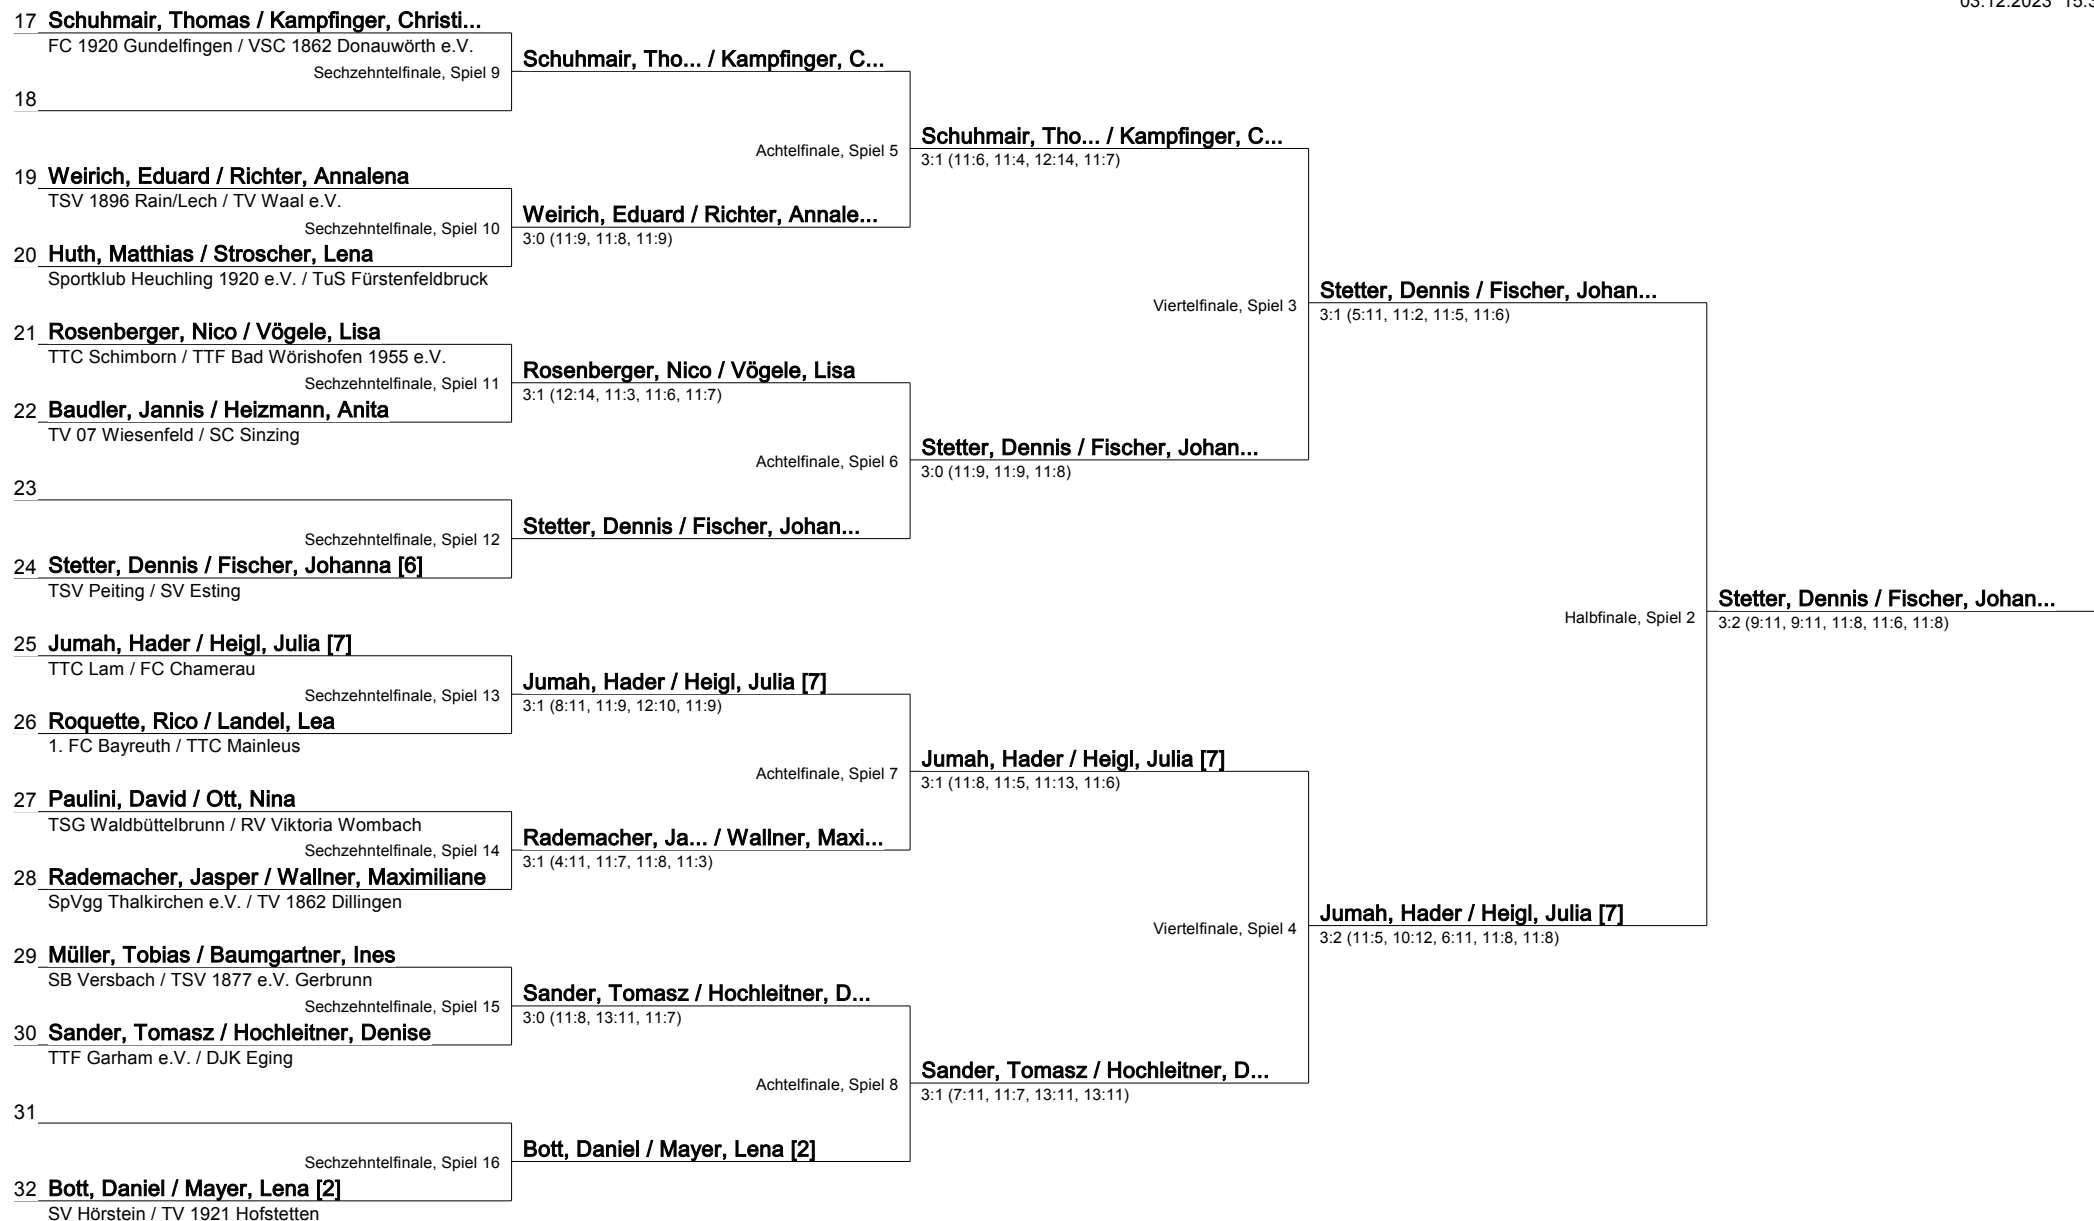 03.12.2023 15:3
17 Schuhmair, Thomas / Kampfinger, Christi...
FC 1920 Gundelfingen / VSC 1862 Donauwörth e.V.
Sechzehntelfinale, Spiel 9
Schuhmair, Tho... / Kampfinger, C...
18
Achtelfinale, Spiel 5
Schuhmair, Tho... / Kampfinger, C...
3:1 (11:6, 11:4, 12:14, 11:7)
19 Weirich, Eduard / Richter, Annalena
TSV 1896 Rain/Lech / TV Waal e.V.
Sechzehntelfinale, Spiel 10
Weirich, Eduard / Richter, Annale...
3:0 (11:9, 11:8, 11:9)
20 Huth, Matthias / Stroscher, Lena
Sportklub Heuchling 1920 e.V. / TuS Fürstenfeldbruck
Viertelfinale, Spiel 3
Stetter, Dennis / Fischer, Johan...
3:1 (5:11, 11:2, 11:5, 11:6)
21 Rosenberger, Nico / Vögele, Lisa
TTC Schimborn / TTF Bad Wörishofen 1955 e.V.
Sechzehntelfinale, Spiel 11
Rosenberger, Nico / Vögele, Lisa
3:1 (12:14, 11:3, 11:6, 11:7)
22 Baudler, Jannis / Heizmann, Anita
TV 07 Wiesenfeld / SC Sinzing
Achtelfinale, Spiel 6
Stetter, Dennis / Fischer, Johan...
3:0 (11:9, 11:9, 11:8)
23
Sechzehntelfinale, Spiel 12
Stetter, Dennis / Fischer, Johan...
24 Stetter, Dennis / Fischer, Johanna [6]
TSV Peiting / SV Esting
Halbfinale, Spiel 2
Stetter, Dennis / Fischer, Johan...
3:2 (9:11, 9:11, 11:8, 11:6, 11:8)
25 Jumah, Hader / Heigl, Julia [7]
TTC Lam / FC Chamerau
Sechzehntelfinale, Spiel 13
Jumah, Hader / Heigl, Julia [7]
3:1 (8:11, 11:9, 12:10, 11:9)
26 Roquette, Rico / Landel, Lea
1. FC Bayreuth / TTC Mainleus
Achtelfinale, Spiel 7
Jumah, Hader / Heigl, Julia [7]
3:1 (11:8, 11:5, 11:13, 11:6)
27 Paulini, David / Ott, Nina
TSG Waldbüttelbrunn / RV Viktoria Wombach
Sechzehntelfinale, Spiel 14
Rademacher, Ja... / Wallner, Maxi...
3:1 (4:11, 11:7, 11:8, 11:3)
28 Rademacher, Jasper / Wallner, Maximiliane
SpVgg Thalkirchen e.V. / TV 1862 Dillingen
Viertelfinale, Spiel 4
Jumah, Hader / Heigl, Julia [7]
3:2 (11:5, 10:12, 6:11, 11:8, 11:8)
29 Müller, Tobias / Baumgartner, Ines
SB Versbach / TSV 1877 e.V. Gerbrunn
Sechzehntelfinale, Spiel 15
Sander, Tomasz / Hochleitner, D...
3:0 (11:8, 13:11, 11:7)
30 Sander, Tomasz / Hochleitner, Denise
TTF Garham e.V. / DJK Eging
Achtelfinale, Spiel 8
Sander, Tomasz / Hochleitner, D...
3:1 (7:11, 11:7, 13:11, 13:11)
31
Sechzehntelfinale, Spiel 16
Bott, Daniel / Mayer, Lena [2]
32 Bott, Daniel / Mayer, Lena [2]
SV Hörstein / TV 1921 Hofstetten